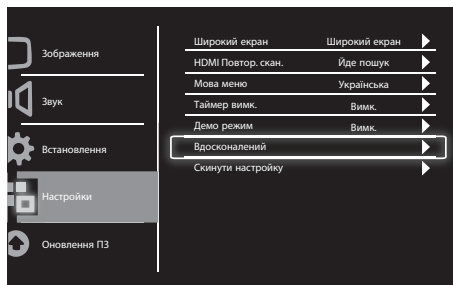 Зображення
Звук
Встановлення
Настройки
Оновлення ПЗ
Широкий екран Широкий екран
HDMI Повтор. скан. Йде пошук
Мова меню Українська
Таймер вимк. Вимк.
Демо режим Вимк.
Вдосконалений
Скинути настройку